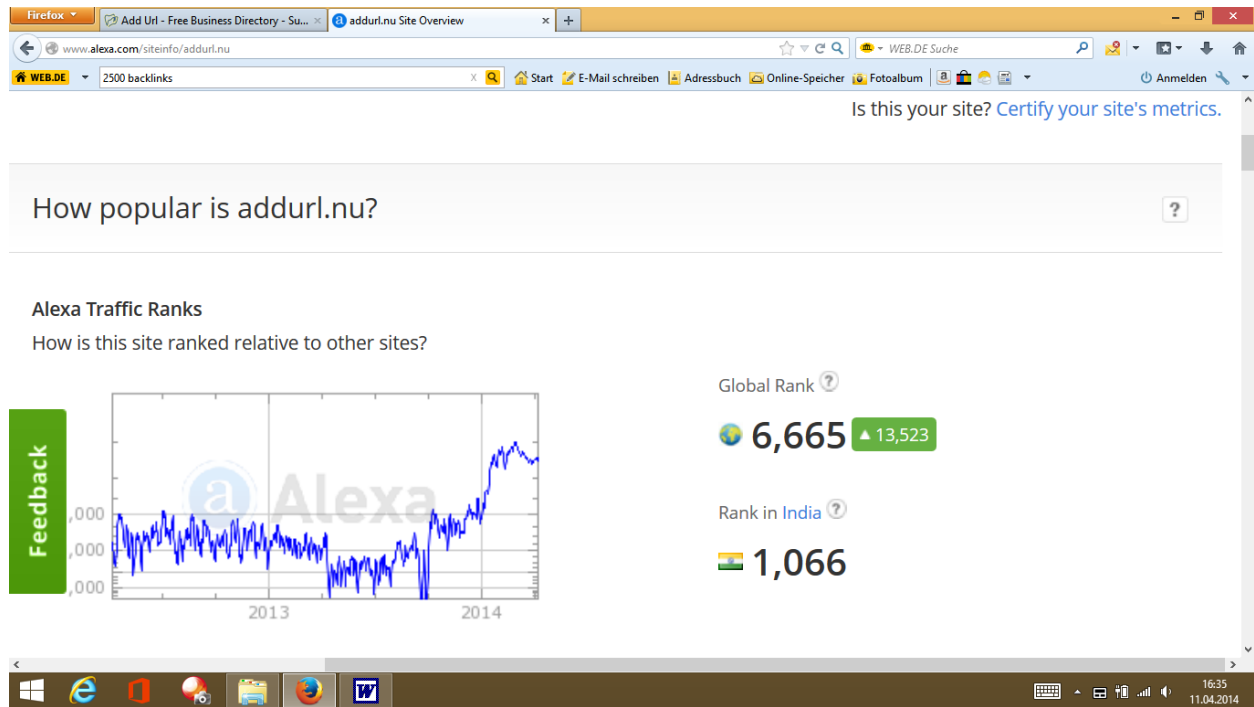 Firefox
Add Url - Free Business Directory - Su...
addurl.nu Site Overview
www.alexa.com/siteinfo/addurl.nu
WEB.DE Suche
WEB.DE
2500 backlinks
Start
E-Mail schreiben
Adressbuch
Online-Speicher
Fotoalbum
Anmelden
Is this your site? Certify your site's metrics.
How popular is addurl.nu?
?
Alexa Traffic Ranks
How is this site ranked relative to other sites?
Global Rank ?
6,665 13,523
Rank in India ?
1,066
Feedback
a Alexa
,000
,000
,000
2013 2014
16:35
11.04.2014